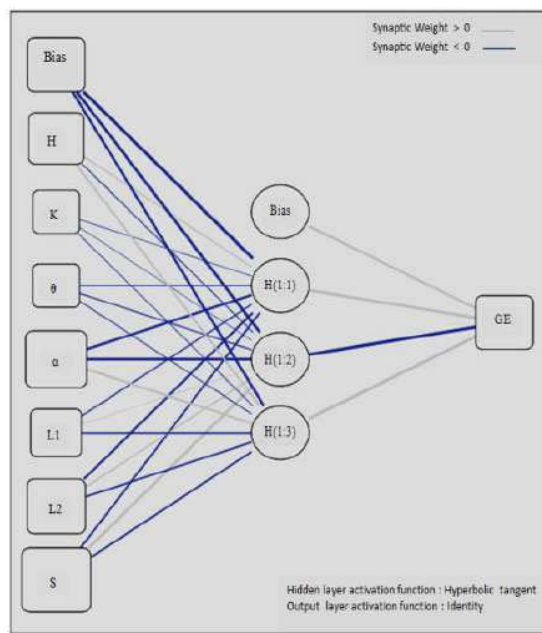 Synaptic Weight > 0
Synaptic Weight < 0
Bias
H
K
θ
α
L1
L2
S
Bias
H(1:1)
H(1:2)
H(1:3)
GE
Hidden layer activation function : Hyperbolic tangent
Output layer activation function : Identity